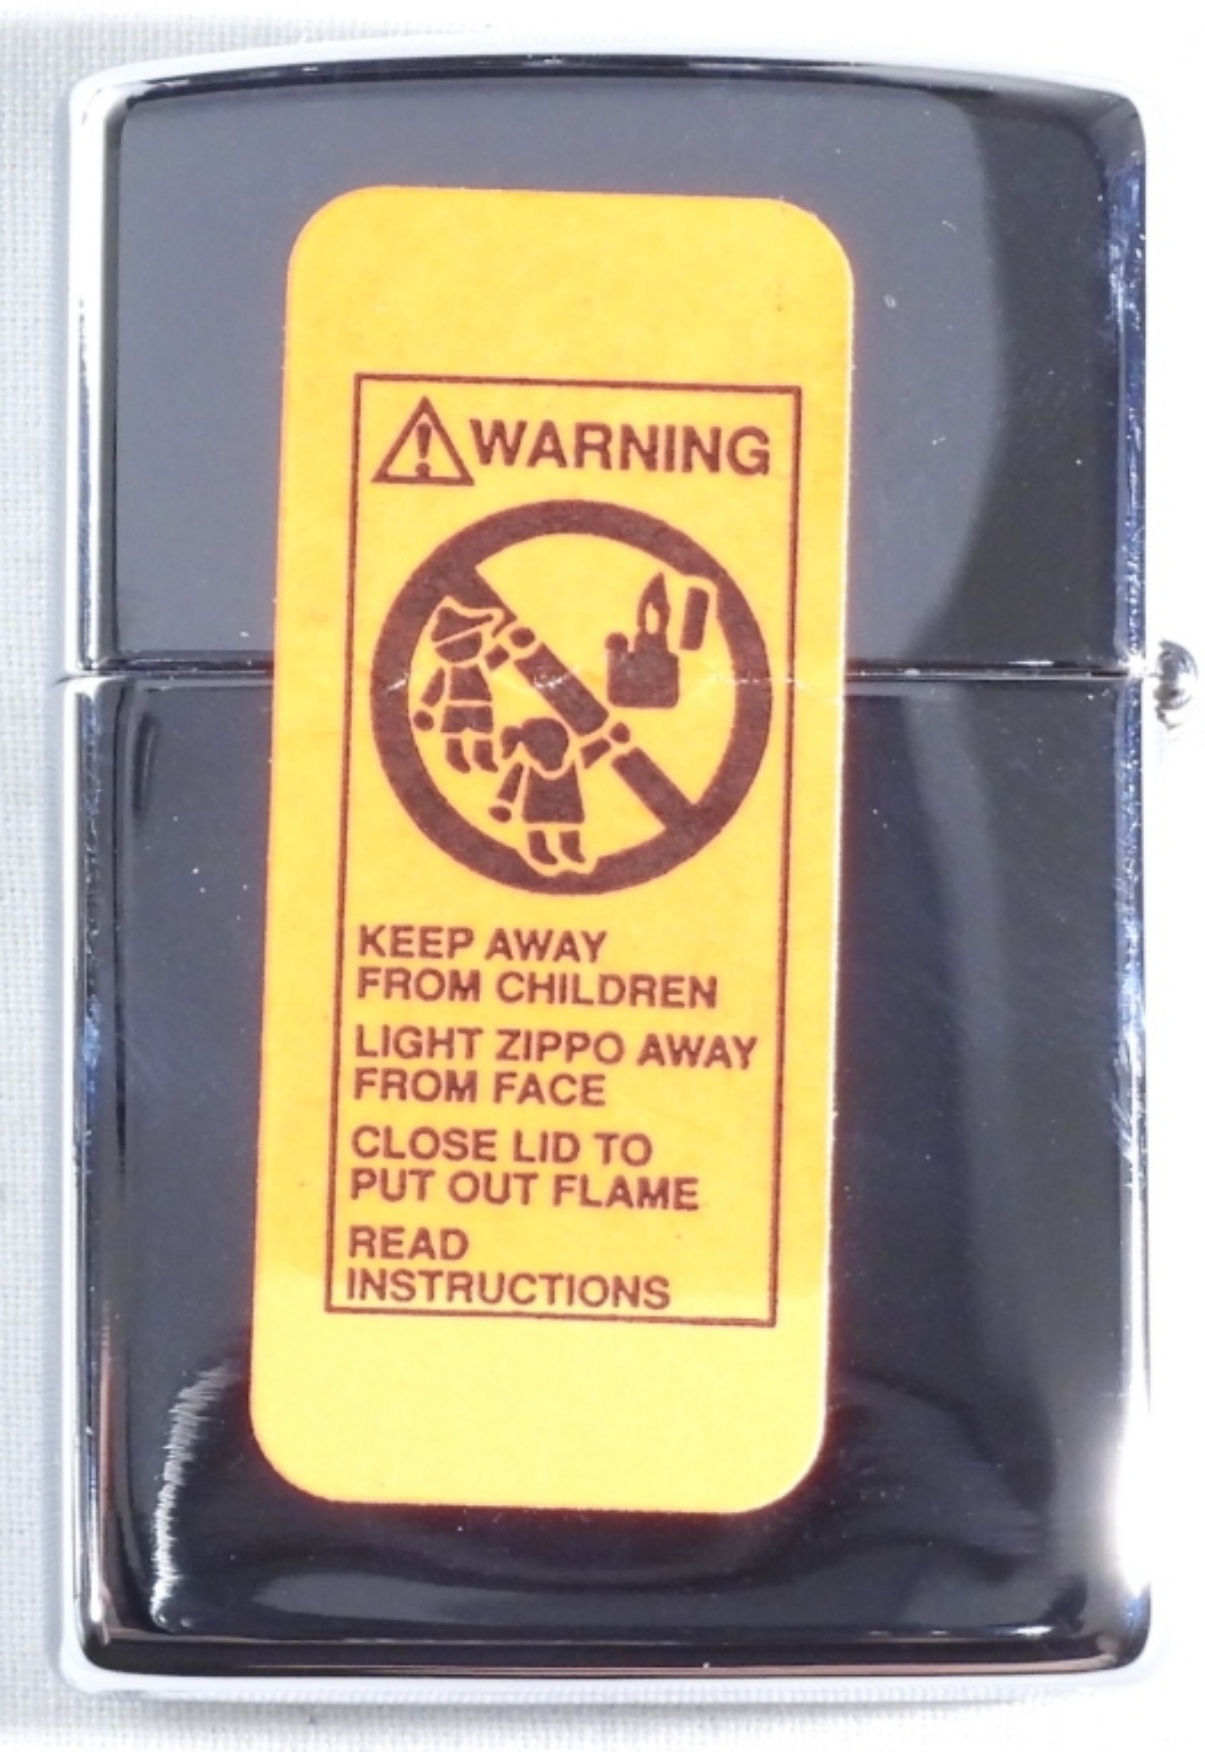 WARNING
KEEP AWAY
FROM CHILDREN
LIGHT ZIPPO AWAY
FROM FACE
CLOSE LID TO
PUT OUT FLAME
READ
INSTRUCTIONS